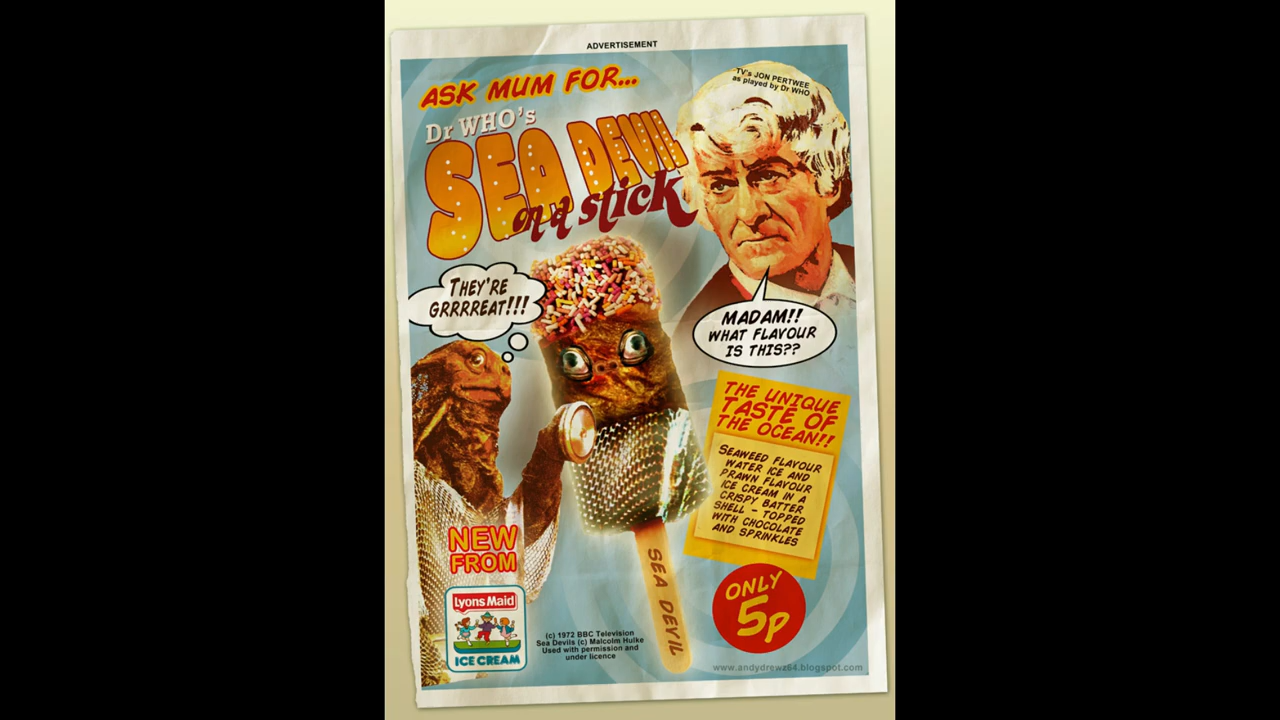 ADVERTISEMENT
ASK MUM FOR...
Dr WHO's
SEA DEVIL
on a stick
TV's JON PERTWEE
as played by Dr WHO
THEY'RE
GRRRREAT!!!
MADAM!!
WHAT FLAVOUR
IS THIS??
THE UNIQUE
TASTE OF
THE OCEAN!!
SEAWEED FLAVOUR
WATER ICE AND
PRAWN FLAVOUR
ICE CREAM IN A
CRISPY BATTER
SHELL - TOPPED
WITH CHOCOLATE
AND SPRINKLES
NEW
FROM
Lyons Maid
ICE CREAM
SEA DEVIL
ONLY
5p
(c) 1972 BBC Television
Sea Devils (c) Malcolm Hulke
Used with permission and
under licence
www.andydrewz64.blogspot.com